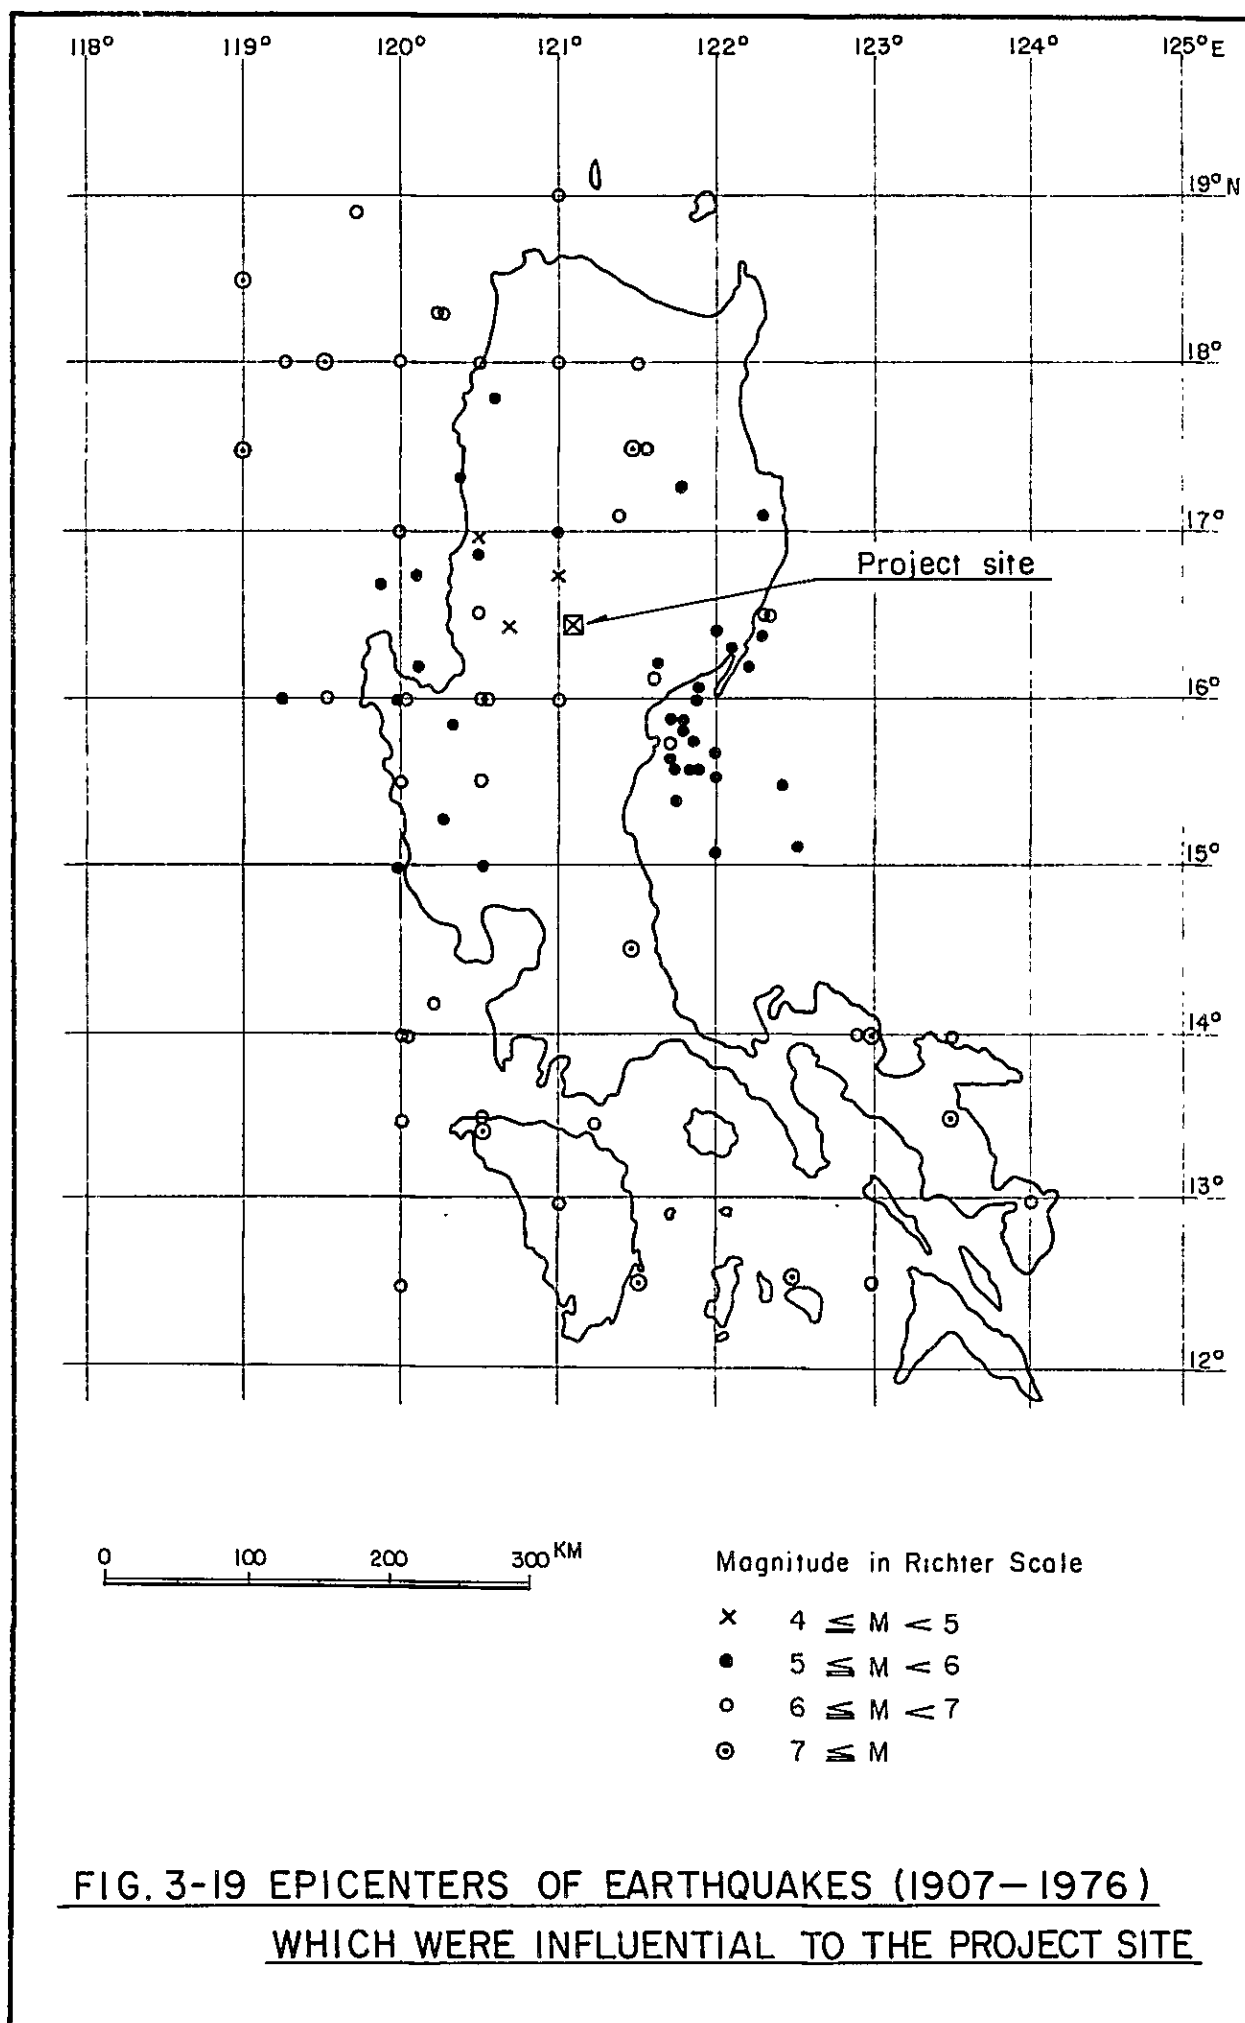 118° 119° 120° 121° 122° 123° 124° 125° E
19° N
18°
17°
Project site
16°
15°
14°
13°
12°
0 100 200 300 KM
Magnitude in Richter Scale
× 4 ≦ M < 5
● 5 ≦ M < 6
○ 6 ≦ M < 7
⊙ 7 ≦ M
FIG. 3-19 EPICENTERS OF EARTHQUAKES (1907-1976)
WHICH WERE INFLUENTIAL TO THE PROJECT SITE